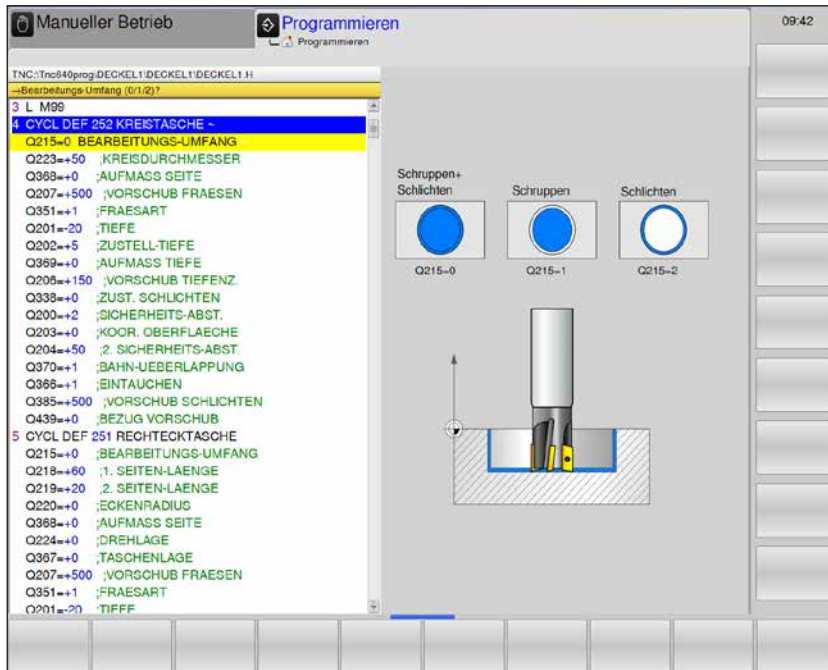 Manueller Betrieb
Programmieren
Programmieren
09:42
TNC:\Tnc640prog\DECKEL1\DECKEL1\DECKEL1.H
→Bearbeitungs-Umfang (0/1/2)?
3 L M99
4 CYCL DEF 252 KREISTASCHE ~
Q215=0 BEARBEITUNGS-UMFANG ~
Q223=+50 ;KREISDURCHMESSER
Q368=+0 ;AUFMASS SEITE
Q207=+500 ;VORSCHUB FRAESEN
Q351=+1 ;FRAESART
Q201=-20 ;TIEFE
Q202=+5 ;ZUSTELL-TIEFE
Q369=+0 ;AUFMASS TIEFE
Q206=+150 ;VORSCHUB TIEFENZ.
Q338=+0 ;ZUST. SCHLICHTEN
Q200=+2 ;SICHERHEITS-ABST.
Q203=+0 ;KOOR. OBERFLAECHE
Q204=+50 ;2. SICHERHEITS-ABST.
Q370=+1 ;BAHN-UEBERLAPPUNG
Q366=+1 ;EINTAUCHEN
Q385=+500 ;VORSCHUB SCHLICHTEN
Q439=+0 ;BEZUG VORSCHUB
5 CYCL DEF 251 RECHTECKTASCHE
Q215=+0 ;BEARBEITUNGS-UMFANG
Q218=+60 ;1. SEITEN-LAENGE
Q219=+20 ;2. SEITEN-LAENGE
Q220=+0 ;ECKENRADIUS
Q368=+0 ;AUFMASS SEITE
Q224=+0 ;DREHLAGE
Q367=+0 ;TASCHENLAGE
Q207=+500 ;VORSCHUB FRAESEN
Q351=+1 ;FRAESART
Q201=-20 ;TIEFE
Schruppen+
Schlichten
Schruppen
Schlichten
Q215=0
Q215=1
Q215=2